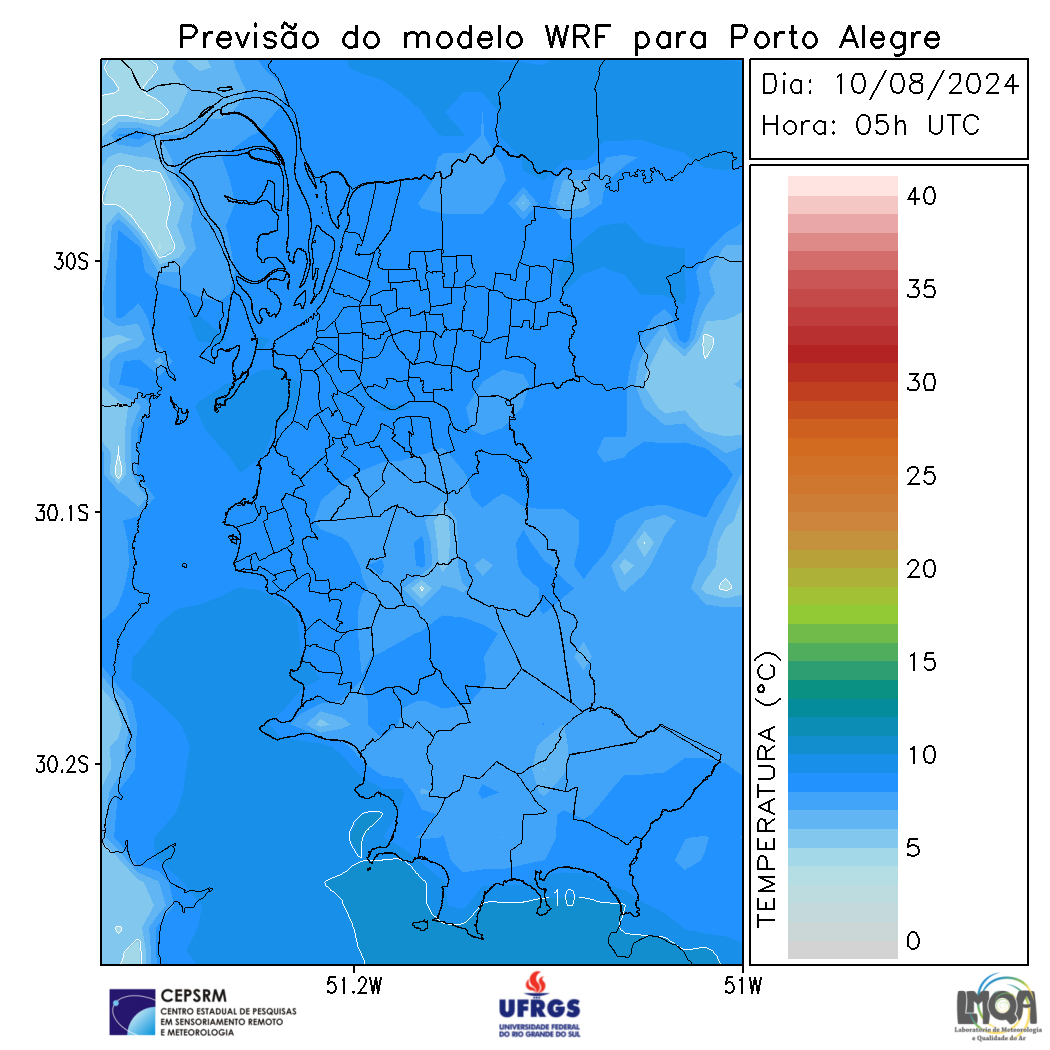 Previsão do modelo WRF para Porto Alegre
Dia: 10/08/2024
Hora: 05h UTC
40
35
30
25
20
15
10
5
0
TEMPERATURA (°C)
30S
30.1S
30.2S
10
51.2W
51W
CEPSRM
CENTRO ESTADUAL DE PESQUISAS
EM SENSORIAMENTO REMOTO
E METEOROLOGIA
UFRGS
UNIVERSIDADE FEDERAL
DO RIO GRANDE DO SUL
LMQA
Laboratório de Meteorologia
e Qualidade do Ar